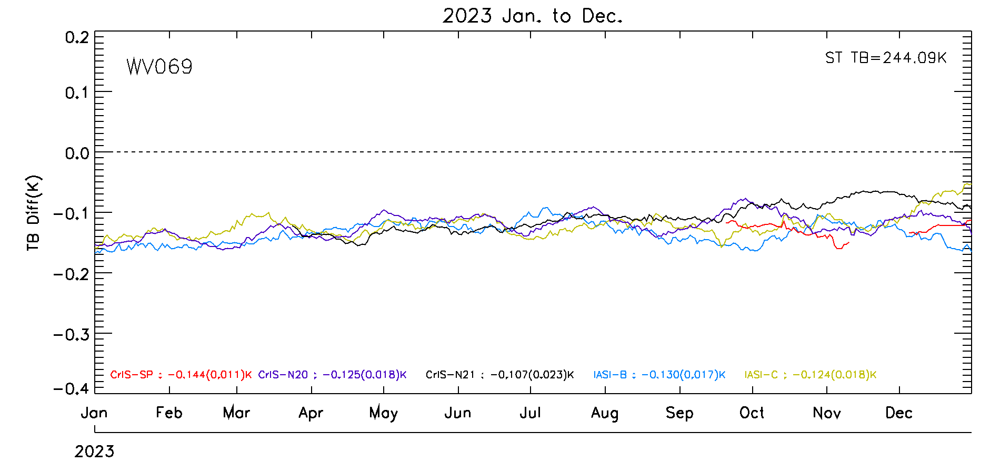 2023 Jan. to Dec.
0.2
WV069
ST TB=244.09K
0.1
0.0
TB Diff(K)
-0.1
-0.2
-0.3
CrIS-SP : -0.144(0.011)K CrIS-N20 : -0.125(0.018)K CrIS-N21 : -0.107(0.023)K IASI-B : -0.130(0.017)K IASI-C : -0.124(0.018)K
-0.4
Jan Feb Mar Apr May Jun Jul Aug Sep Oct Nov Dec
2023